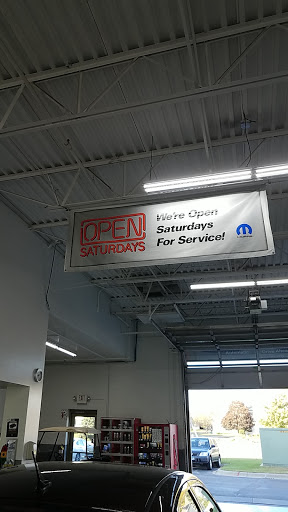 OPEN
SATURDAYS
We're Open
Saturdays
For Service!